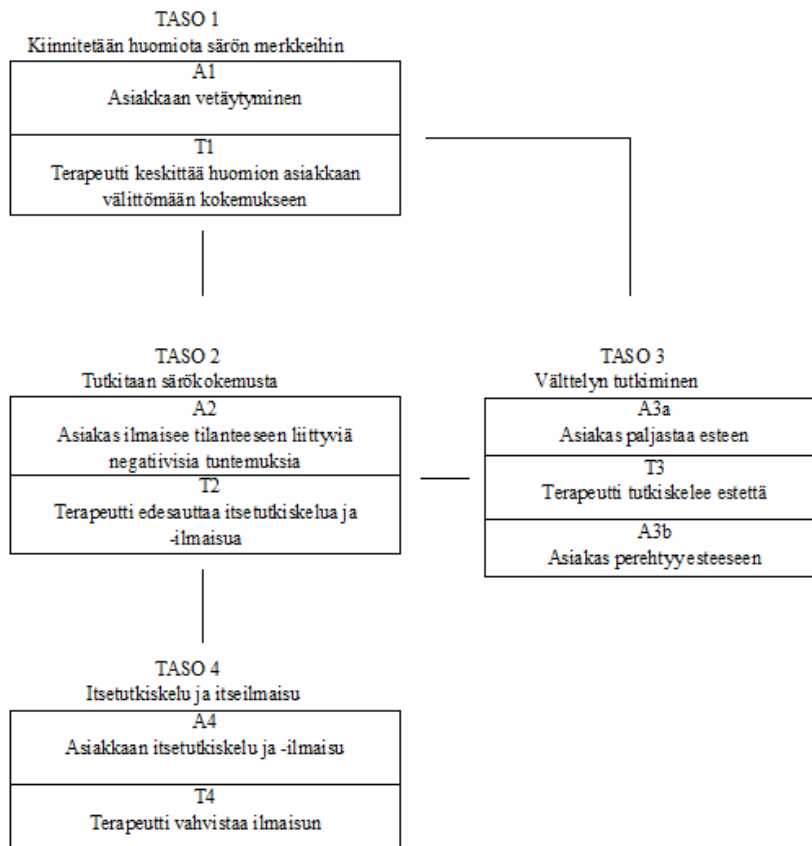 TASO 1
Kiinnitetään huomiota särön merkkeihin
A1
Asiakkaan vetäytyminen
T1
Terapeutti keskittää huomion asiakkaan
välittömään kokemukseen
TASO 2
Tutkitaan särökokemusta
A2
Asiakas ilmaisee tilanteeseen liittyviä
negatiivisia tuntemuksia
T2
Terapeutti edesauttaa itsetutkiskelua ja
-ilmaisua
TASO 3
Välttelyn tutkiminen
A3a
Asiakas paljastaa esteen
T3
Terapeutti tutkiskelee estettä
A3b
Asiakas perehtyy esteeseen
TASO 4
Itsetutkiskelu ja itseilmaisu
A4
Asiakkaan itsetutkiskelu ja -ilmaisu
T4
Terapeutti vahvistaa ilmaisun